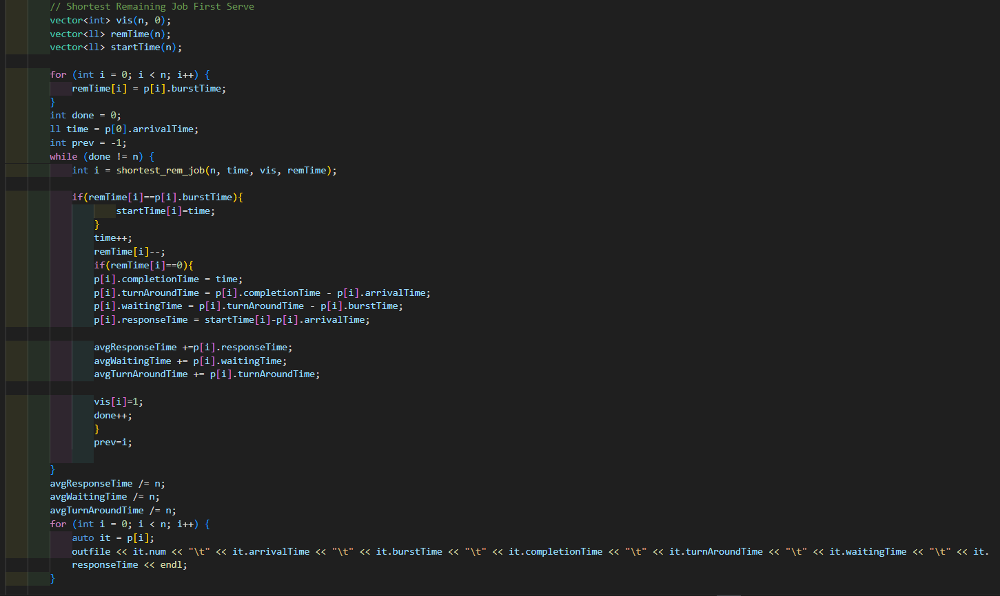 // Shortest Remaining Job First Serve
vector<int> vis(n, 0);
vector<ll> remTime(n);
vector<ll> startTime(n);
for (int i = 0; i < n; i++) {
remTime[i] = p[i].burstTime;
}
int done = 0;
ll time = p[0].arrivalTime;
int prev = -1;
while (done != n) {
int i = shortest_rem_job(n, time, vis, remTime);
if(remTime[i]==p[i].burstTime){
startTime[i]=time;
}
time++;
remTime[i]--;
if(remTime[i]==0){
p[i].completionTime = time;
p[i].turnAroundTime = p[i].completionTime - p[i].arrivalTime;
p[i].waitingTime = p[i].turnAroundTime - p[i].burstTime;
p[i].responseTime = startTime[i]-p[i].arrivalTime;
avgResponseTime +=p[i].responseTime;
avgWaitingTime += p[i].waitingTime;
avgTurnAroundTime += p[i].turnAroundTime;
vis[i]=1;
done++;
}
prev=i;
}
avgResponseTime /= n;
avgWaitingTime /= n;
avgTurnAroundTime /= n;
for (int i = 0; i < n; i++) {
auto it = p[i];
outfile << it.num << "\t" << it.arrivalTime << "\t" << it.burstTime << "\t" << it.completionTime << "\t" << it.turnAroundTime << "\t" << it.waitingTime << "\t" << it.
responseTime << endl;
}